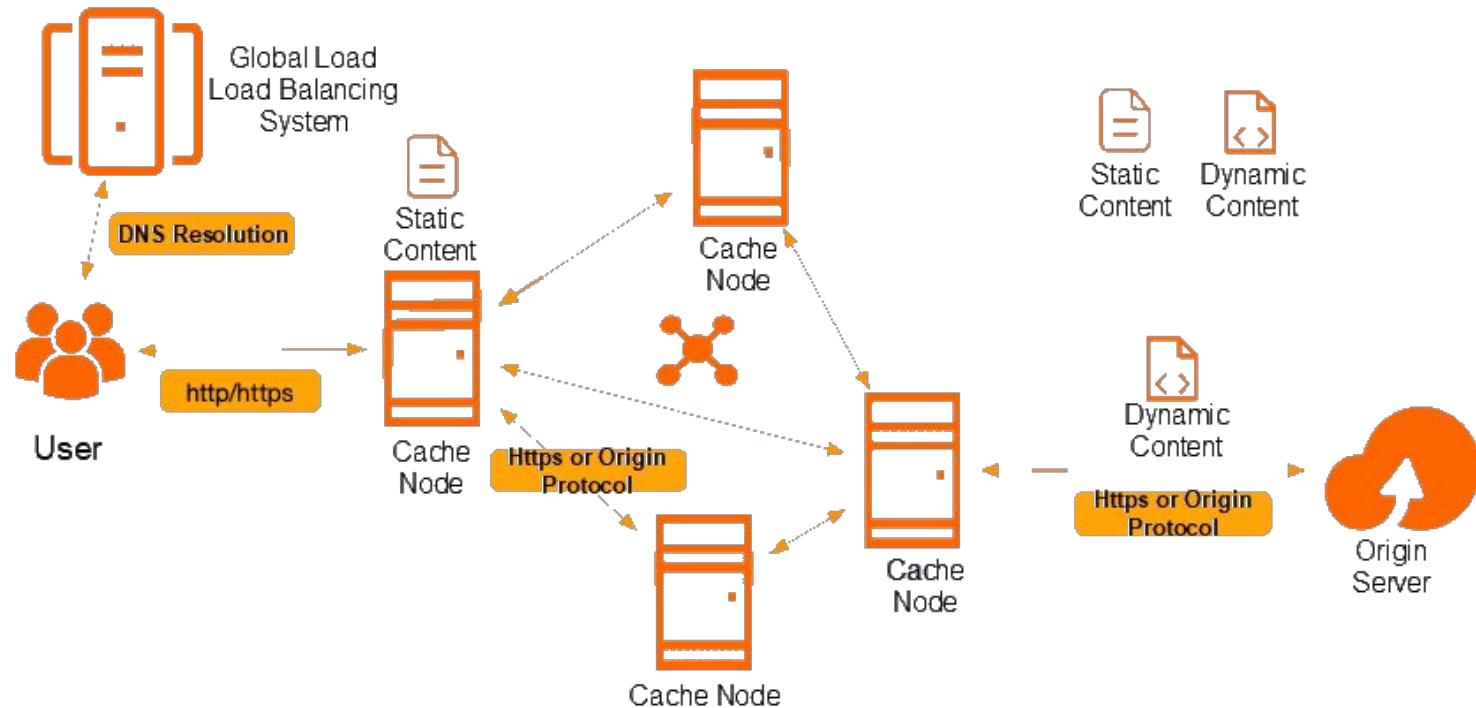 Global Load
Load Balancing
System
DNS Resolution
User
http/https
Static
Content
Cache
Node
Https or Origin
Protocol
Cache
Node
Cache Node
Cache
Node
Static
Content
Dynamic
Content
Dynamic
Content
Https or Origin
Protocol
Origin
Server